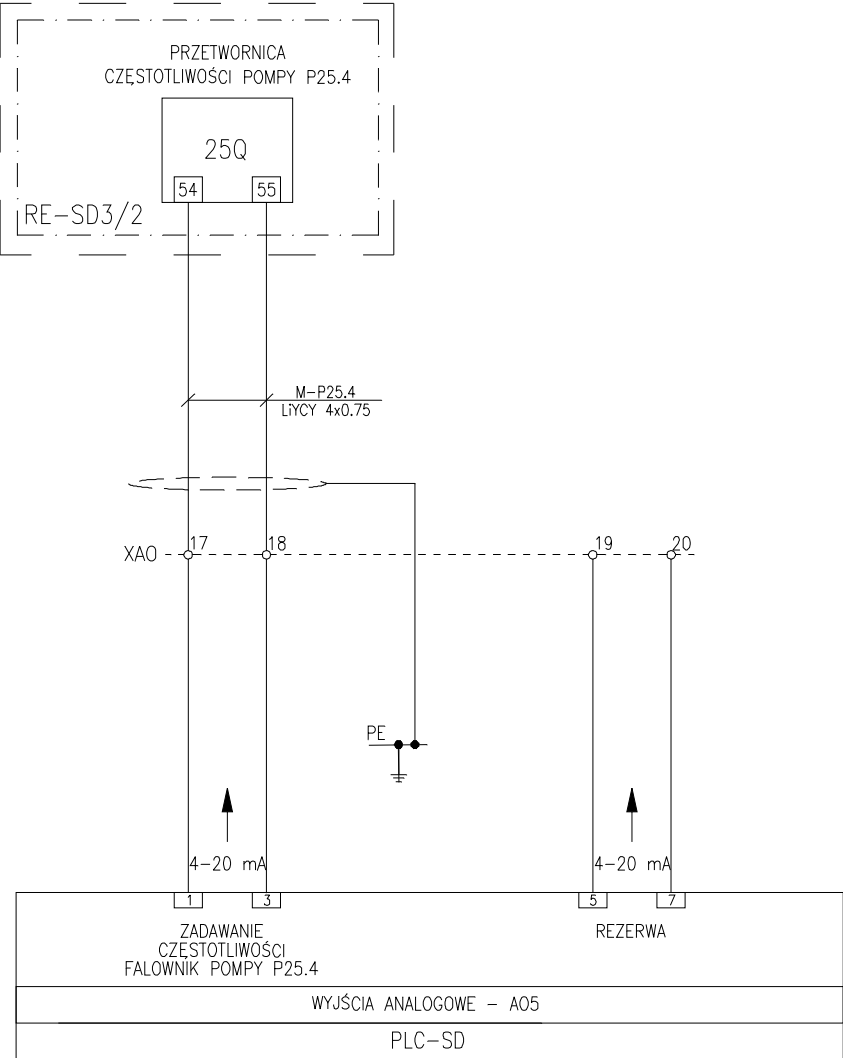 PRZETWORNICA
CZĘSTOTLIWOŚCI POMPY P25.4
25Q
54
55
RE-SD3/2
M-P25.4
LiYCY 4x0.75
XAO
17
18
19
20
PE
4-20 mA
4-20 mA
1
3
5
7
ZADAWANIE
CZĘSTOTLIWOŚCI
FALOWNIK POMPY P25.4
REZERWA
WYJŚCIA ANALOGOWE - AO5
PLC-SD